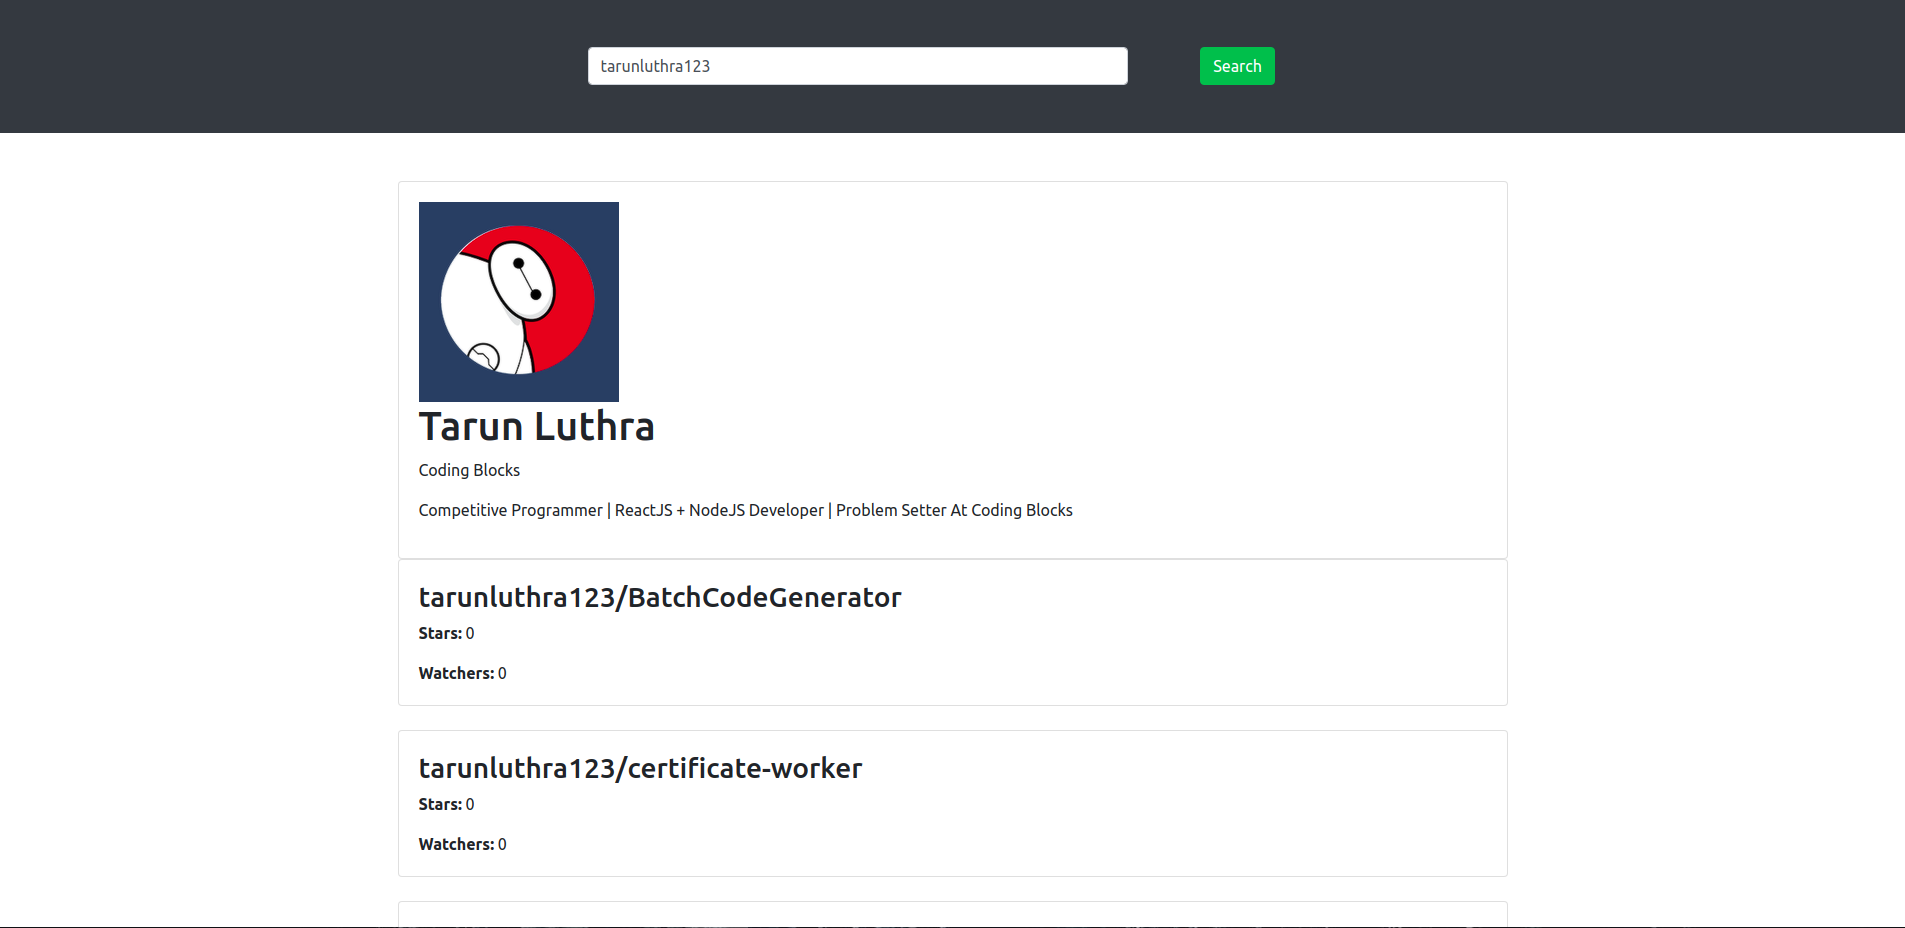 tarunluthra123
Search
Tarun Luthra
Coding Blocks
Competitive Programmer | ReactJS + NodeJS Developer | Problem Setter At Coding Blocks
tarunluthra123/BatchCodeGenerator
Stars: 0
Watchers: 0
tarunluthra123/certificate-worker
Stars: 0
Watchers: 0